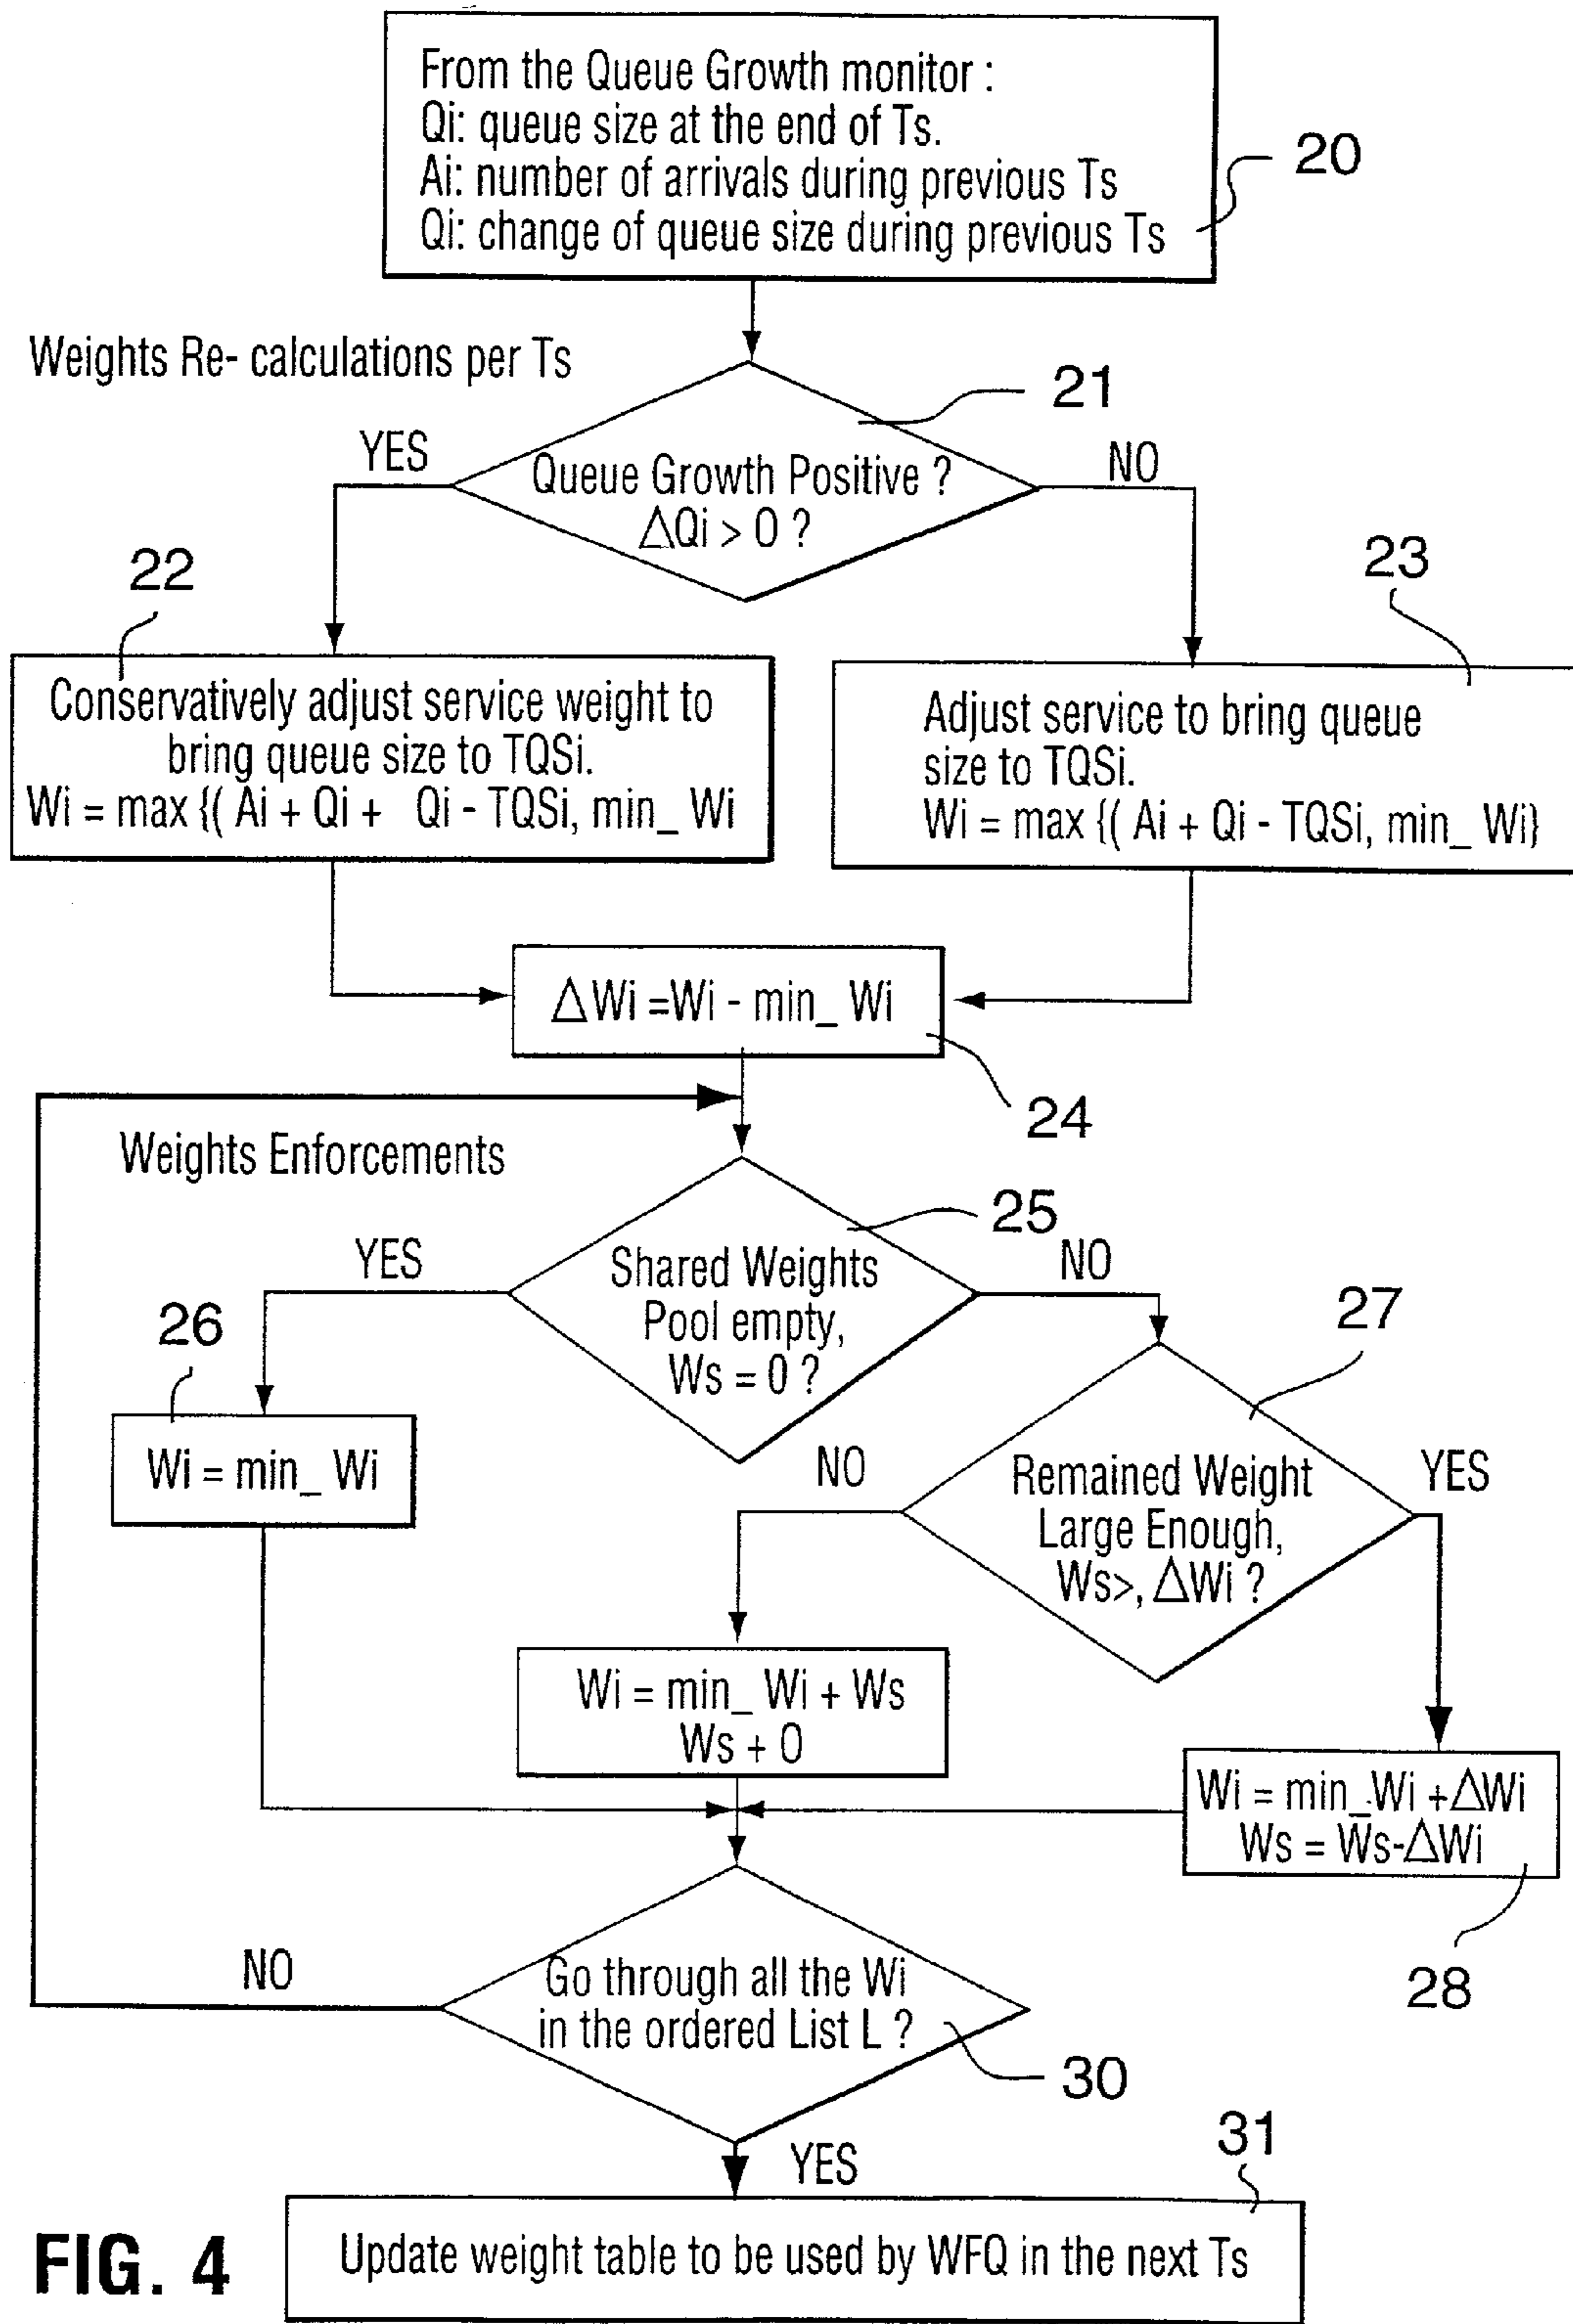 From the Queue Growth monitor :
Qi: queue size at the end of Ts.
Ai: number of arrivals during previous Ts
Qi: change of queue size during previous Ts
20
Weights Re- calculations per Ts
21
YES
Queue Growth Positive ?
ΔQi > 0 ?
NO
22
23
Conservatively adjust service weight to
bring queue size to TQSi.
Wi = max {( Ai + Qi + Qi - TQSi, min_ Wi
Adjust service to bring queue
size to TQSi.
Wi = max {( Ai + Qi - TQSi, min_ Wi}
ΔWi =Wi - min_ Wi
24
Weights Enforcements
25
YES
Shared Weights
Pool empty,
Ws = 0 ?
NO
26
27
Wi = min_ Wi
NO
Remained Weight
Large Enough,
Ws>, ΔWi ?
YES
Wi = min_ Wi + Ws
Ws + 0
Wi = min_Wi +ΔWi
Ws = Ws-ΔWi
28
NO
Go through all the Wi
in the ordered List L ?
30
YES
31
Update weight table to be used by WFQ in the next Ts
FIG. 4